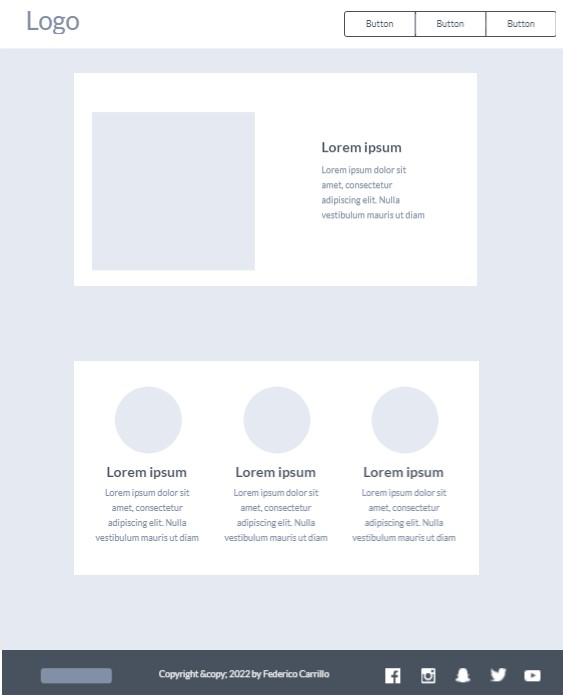 Logo
Button Button Button
Lorem ipsum
Lorem ipsum dolor sit
amet, consectetur
adipiscing elit. Nulla
vestibulum mauris ut diam
Lorem ipsum
Lorem ipsum dolor sit
amet, consectetur
adipiscing elit. Nulla
vestibulum mauris ut diam
Lorem ipsum
Lorem ipsum dolor sit
amet, consectetur
adipiscing elit. Nulla
vestibulum mauris ut diam
Lorem ipsum
Lorem ipsum dolor sit
amet, consectetur
adipiscing elit. Nulla
vestibulum mauris ut diam
Copyright &copy; 2022 by Federico Carrillo